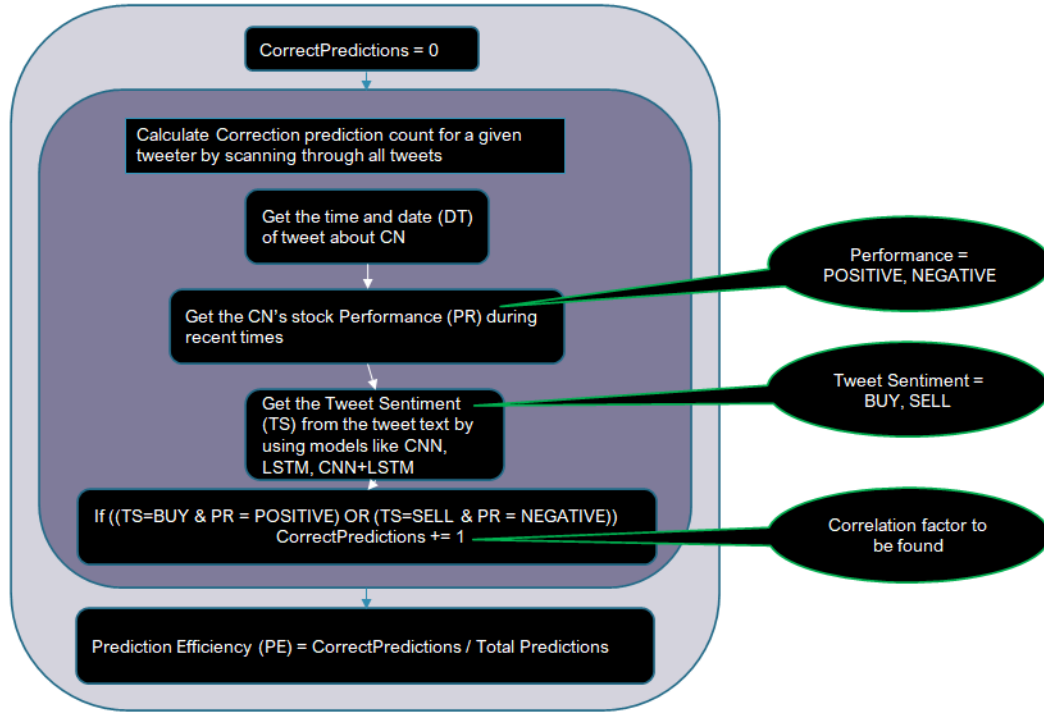 CorrectPredictions = 0
Calculate Correction prediction count for a given
tweeter by scanning through all tweets
Get the time and date (DT)
of tweet about CN
Performance =
POSITIVE, NEGATIVE
Get the CN's stock Performance (PR) during
recent times
Get the Tweet Sentiment
(TS) from the tweet text by
using models like CNN,
LSTM, CNN+LSTM
Tweet Sentiment =
BUY, SELL
If ((TS=BUY & PR = POSITIVE) OR (TS=SELL & PR = NEGATIVE))
CorrectPredictions += 1
Correlation factor to
be found
Prediction Efficiency (PE) = CorrectPredictions / Total Predictions